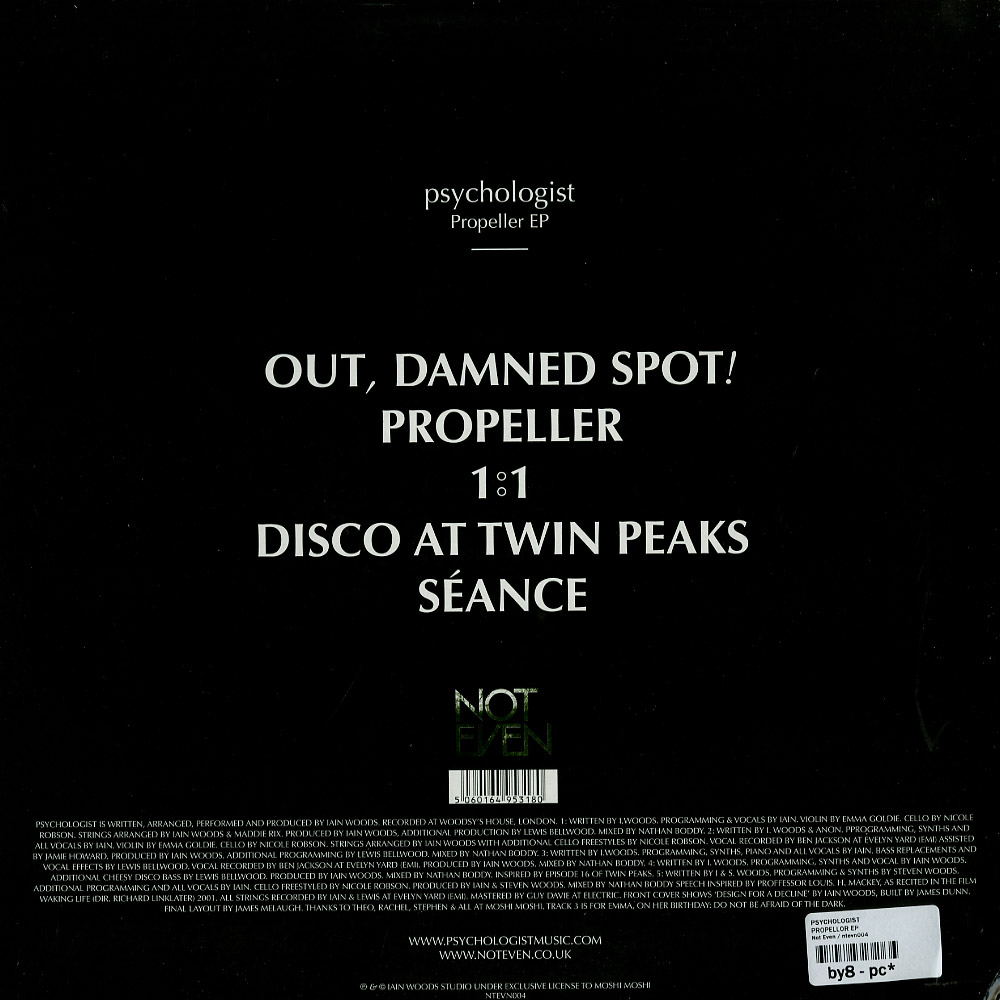 psychologist
Propeller EP
OUT, DAMNED SPOT!
PROPELLER
1:1
DISCO AT TWIN PEAKS
SÉANCE
NOT
EVEN
5 060164 953180
PSYCHOLOGIST IS WRITTEN, ARRANGED, PERFORMED AND PRODUCED BY IAIN WOODS. RECORDED AT WOODSY'S HOUSE, LONDON. 1: WRITTEN BY I.WOODS. PROGRAMMING & VOCALS BY IAIN. VIOLIN BY EMMA GOLDIE. CELLO BY NICOLE
ROBSON. STRINGS ARRANGED BY IAIN WOODS & MADDIE RIX. PRODUCED BY IAIN WOODS, ADDITIONAL PRODUCTION BY LEWIS BELLWOOD. MIXED BY NATHAN BODDY. 2: WRITTEN BY I. WOODS & ANON. PPROGRAMMING, SYNTHS AND
ALL VOCALS BY IAIN. VIOLIN BY EMMA GOLDIE. CELLO BY NICOLE ROBSON. STRINGS ARRANGED BY IAIN WOODS WITH ADDITIONAL CELLO FREESTYLES BY NICOLE ROBSON. VOCAL RECORDED BY BEN JACKSON AT EVELYN YARD (EMI) ASSISTED
BY JAMIE HOWARD. PRODUCED BY IAIN WOODS. ADDITIONAL PROGRAMMING BY LEWIS BELLWOOD. MIXED BY NATHAN BODDY. 3: WRITTEN BY I.WOODS. PROGRAMMING, SYNTHS, PIANO AND ALL VOCALS BY IAIN. BASS REPLACEMENTS AND
VOCAL EFFECTS BY LEWIS BELLWOOD. VOCAL RECORDED BY BEN JACKSON AT EVELYN YARD (EMI). PRODUCED BY IAIN WOODS. MIXED BY NATHAN BODDY. 4: WRITTEN BY I. WOODS. PROGRAMMING, SYNTHS AND VOCAL BY IAIN WOODS.
ADDITIONAL CHEESY DISCO BASS BY LEWIS BELLWOOD. PRODUCED BY IAIN WOODS. MIXED BY NATHAN BODDY. INSPIRED BY EPISODE 16 OF TWIN PEAKS. 5: WRITTEN BY I & S. WOODS. PROGRAMMING & SYNTHS BY STEVEN WOODS.
ADDITIONAL PROGRAMMING AND ALL VOCALS BY IAIN. CELLO FREESTYLED BY NICOLE ROBSON. PRODUCED BY IAIN & STEVEN WOODS. MIXED BY NATHAN BODDY SPEECH INSPIRED BY PROFFESSOR LOUIS. H. MACKEY, AS RECITED IN THE FILM
WAKING LIFE (DIR. RICHARD LINKLATER) 2001. ALL STRINGS RECORDED BY IAIN & LEWIS AT EVELYN YARD (EMI). MASTERED BY GUY DAVIE AT ELECTRIC. FRONT COVER SHOWS 'DESIGN FOR A DECLINE' BY IAIN WOODS, BUILT BY JAMES DUNN.
FINAL LAYOUT BY JAMES MELAUGH. THANKS TO THEO, RACHEL, STEPHEN & ALL AT MOSHI MOSHI. TRACK 3 IS FOR EMMA, ON HER BIRTHDAY: DO NOT BE AFRAID OF THE DARK.
WWW.PSYCHOLOGISTMUSIC.COM
WWW.NOTEVEN.CO.UK
℗ & © IAIN WOODS STUDIO UNDER EXCLUSIVE LICENSE TO MOSHI MOSHI
NTEVN004
PSYCHOLOGIST
PROPELLOR EP
Not Even / ntevn004
by8 - pc*